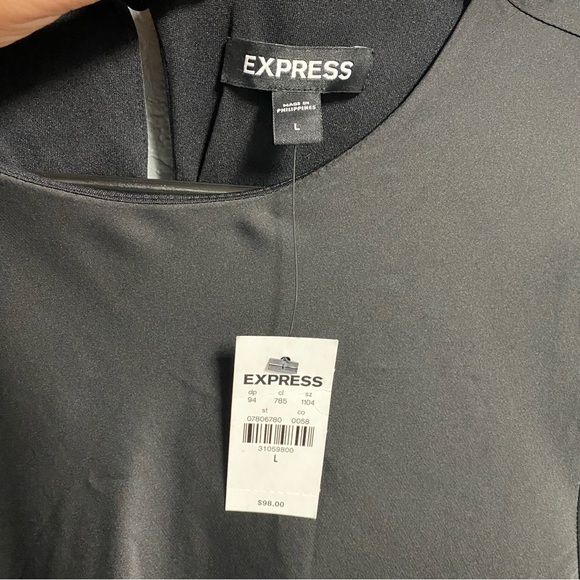 EXPRESS
MADE IN
PHILIPPINES
L
EXPRESS
dp cl sz
94 785 1104
st co
07806780 0058
31059800
L
$98.00